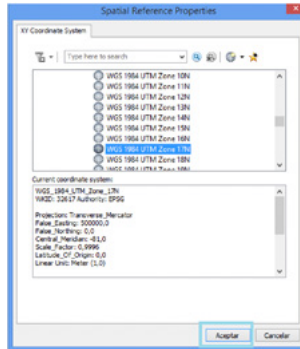 Spatial Reference Properties
XY Coordinate System
Type here to search
WGS 1984 UTM Zone 10N
WGS 1984 UTM Zone 11N
WGS 1984 UTM Zone 12N
WGS 1984 UTM Zone 13N
WGS 1984 UTM Zone 14N
WGS 1984 UTM Zone 15N
WGS 1984 UTM Zone 16N
WGS 1984 UTM Zone 17N
WGS 1984 UTM Zone 18N
Current coordinate system:
WGS_1984_UTM_Zone_17N
WKID: 32617 Authority: EPSG
Projection: Transverse_Mercator
False_Easting: 500000,0
False_Northing: 0,0
Central_Meridian: -81,0
Scale_Factor: 0,9996
Latitude_Of_Origin: 0,0
Linear Unit: Meter (1,0)
Aceptar
Cancelar